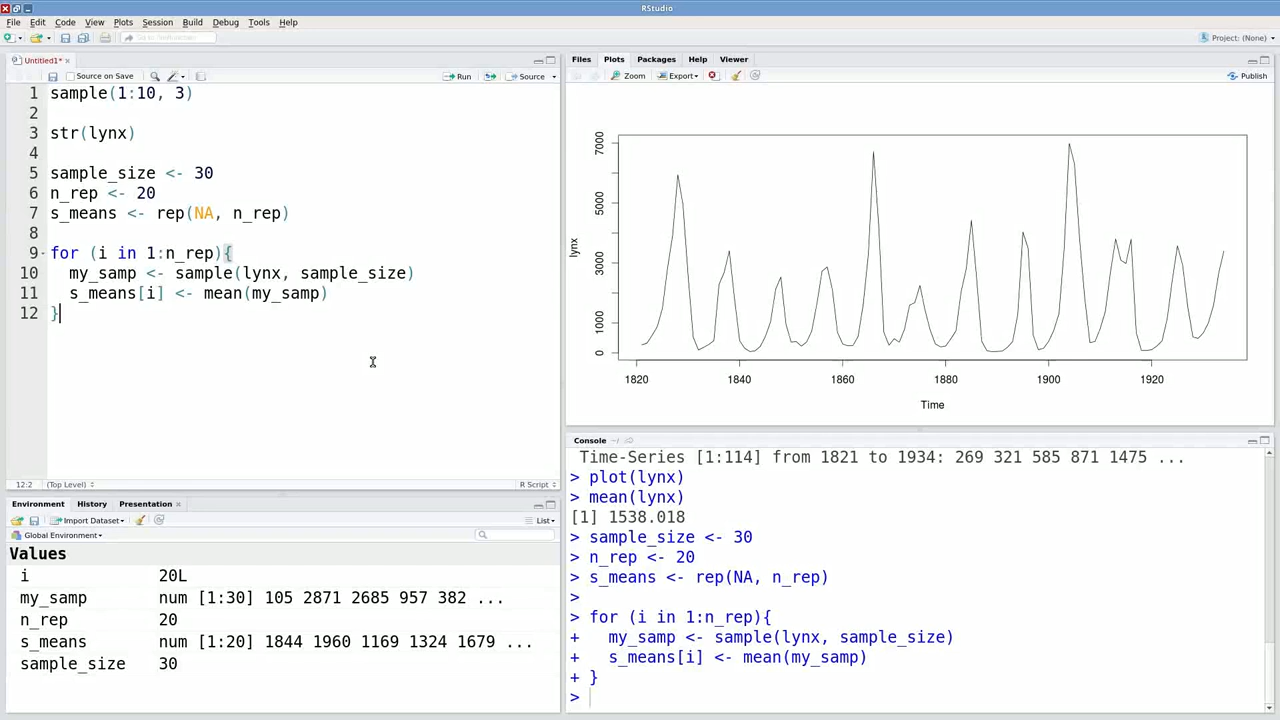 RStudio
File Edit Code View Plots Session Build Debug Tools Help
Go to file/function
Project: (None)
Untitled1*
Source on Save
Run
Source
1 sample(1:10, 3)
2
3 str(lynx)
4
5 sample_size <- 30
6 n_rep <- 20
7 s_means <- rep(NA, n_rep)
8
9 for (i in 1:n_rep){
10 my_samp <- sample(lynx, sample_size)
11 s_means[i] <- mean(my_samp)
12 }
12:2 (Top Level) R Script
Environment History Presentation
Import Dataset List
Global Environment
Values
i 20L
my_samp num [1:30] 105 2871 2685 957 382 ...
n_rep 20
s_means num [1:20] 1844 1960 1169 1324 1679 ...
sample_size 30
Files Plots Packages Help Viewer
Zoom Export Publish
7000
5000
3000
1000
0
lynx
1820 1840 1860 1880 1900 1920
Time
Console ~/
Time-Series [1:114] from 1821 to 1934: 269 321 585 871 1475 ...
> plot(lynx)
> mean(lynx)
[1] 1538.018
> sample_size <- 30
> n_rep <- 20
> s_means <- rep(NA, n_rep)
>
> for (i in 1:n_rep){
+ my_samp <- sample(lynx, sample_size)
+ s_means[i] <- mean(my_samp)
+ }
>